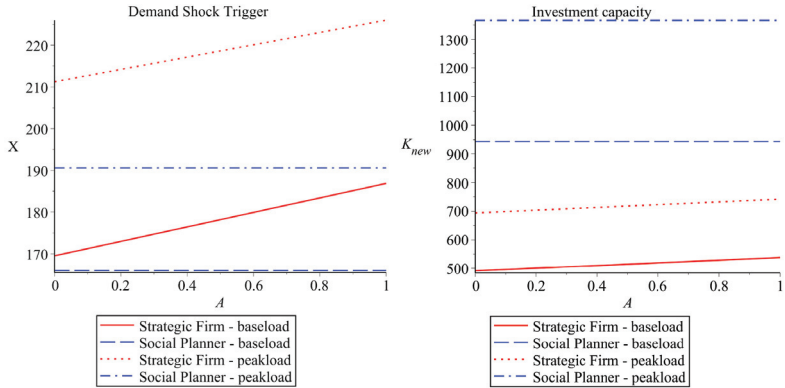 Demand Shock Trigger
220
210
200
X
190
180
170
0
0.2
0.4
0.6
0.8
1
A
Strategic Firm - baseload
Social Planner - baseload
Strategic Firm - peakload
Social Planner - peakload
Investment capacity
1300
1200
1100
1000
K_new
900
800
700
600
500
0
0.2
0.4
0.6
0.8
1
A
Strategic Firm - baseload
Social Planner - baseload
Strategic Firm - peakload
Social Planner - peakload